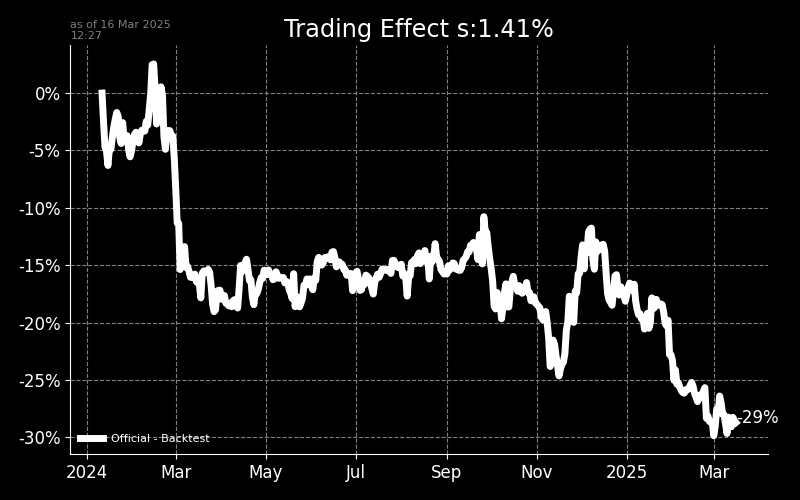 as of 16 Mar 2025
12:27
Trading Effect s:1.41%
0%
-5%
-10%
-15%
-20%
-25%
-30%
-29%
Official - Backtest
2024 Mar May Jul Sep Nov 2025 Mar